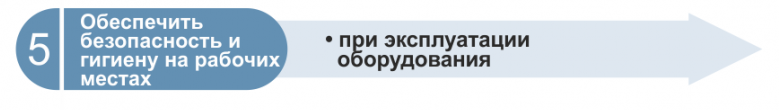 5
Обеспечить
безопасность и
гигиену на рабочих
местах
• при эксплуатации
оборудования